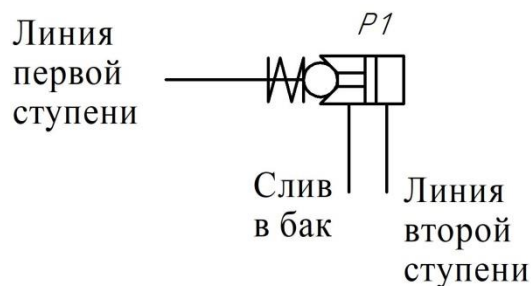 P1
Линия
первой
ступени
Слив
в бак
Линия
второй
ступени